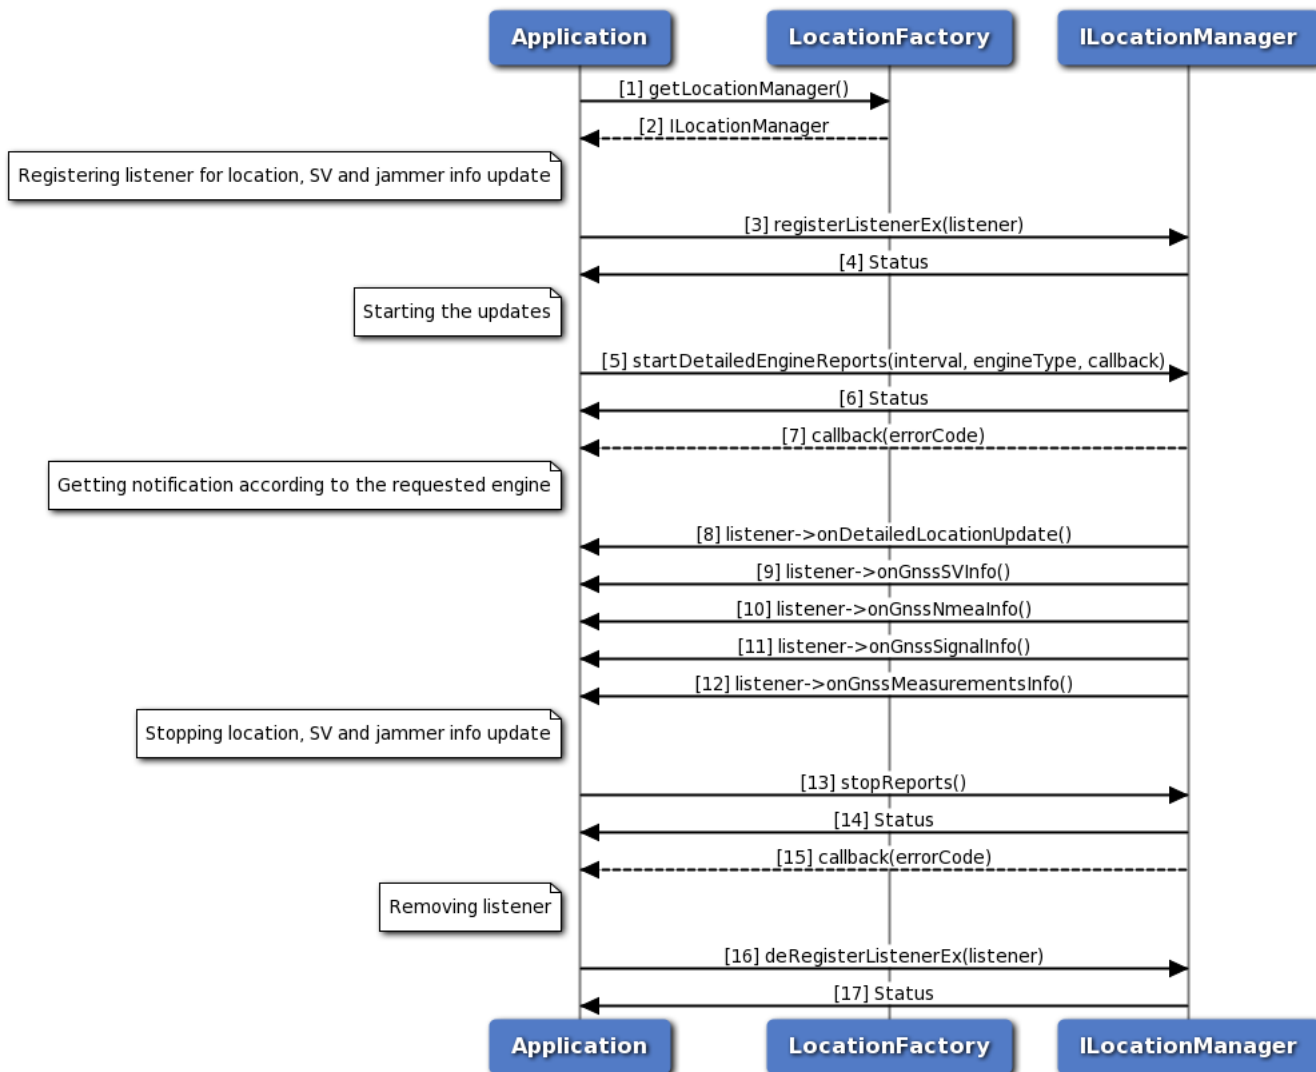 Application
LocationFactory
ILocationManager
[1] getLocationManager()
[2] ILocationManager
Registering listener for location, SV and jammer info update
[3] registerListenerEx(listener)
[4] Status
Starting the updates
[5] startDetailedEngineReports(interval, engineType, callback)
[6] Status
[7] callback(errorCode)
Getting notification according to the requested engine
[8] listener->onDetailedLocationUpdate()
[9] listener->onGnssSVInfo()
[10] listener->onGnssNmeaInfo()
[11] listener->onGnssSignalInfo()
[12] listener->onGnssMeasurementsInfo()
Stopping location, SV and jammer info update
[13] stopReports()
[14] Status
[15] callback(errorCode)
Removing listener
[16] deRegisterListenerEx(listener)
[17] Status
Application
LocationFactory
ILocationManager